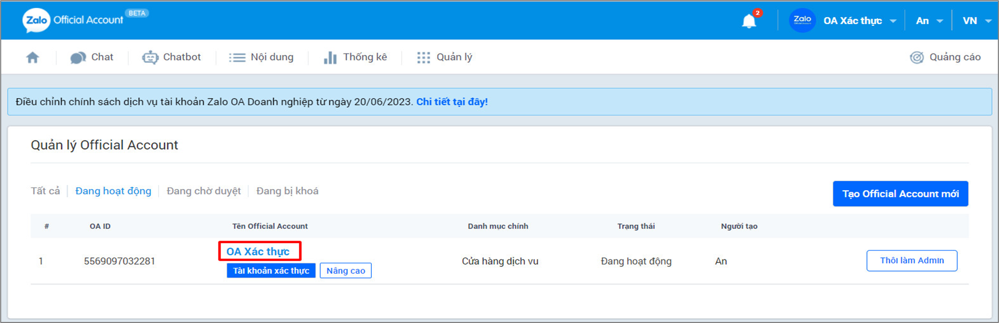 Zalo Official Account BETA
2
Zalo
Official Account
OA Xác thực
An
VN
Chat
Chatbot
Nội dung
Thống kê
Quản lý
Quảng cáo
Điều chỉnh chính sách dịch vụ tài khoản Zalo OA Doanh nghiệp từ ngày 20/06/2023. Chi tiết tại đây!
Quản lý Official Account
Tất cả
Đang hoạt động
Đang chờ duyệt
Đang bị khoá
Tạo Official Account mới
# OA ID Tên Official Account Danh mục chính Trạng thái Người tạo
OA Xác thực
1 5569097032281 Cửa hàng dịch vu Đang hoạt động An Thôi làm Admin
Tài khoản xác thực Nâng cao